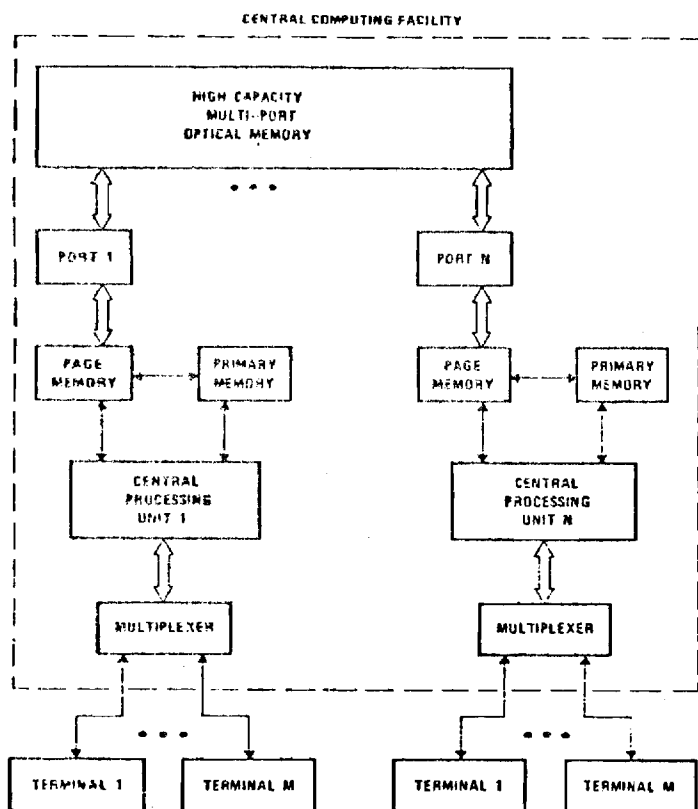 CENTRAL COMPUTING FACILITY
HIGH CAPACITY
MULTI-PORT
OPTICAL MEMORY
PORT 1
PORT N
PAGE
MEMORY
PRIMARY
MEMORY
PAGE
MEMORY
PRIMARY
MEMORY
CENTRAL
PROCESSING
UNIT 1
CENTRAL
PROCESSING
UNIT N
MULTIPLEXER
MULTIPLEXER
TERMINAL 1
TERMINAL M
TERMINAL 1
TERMINAL M